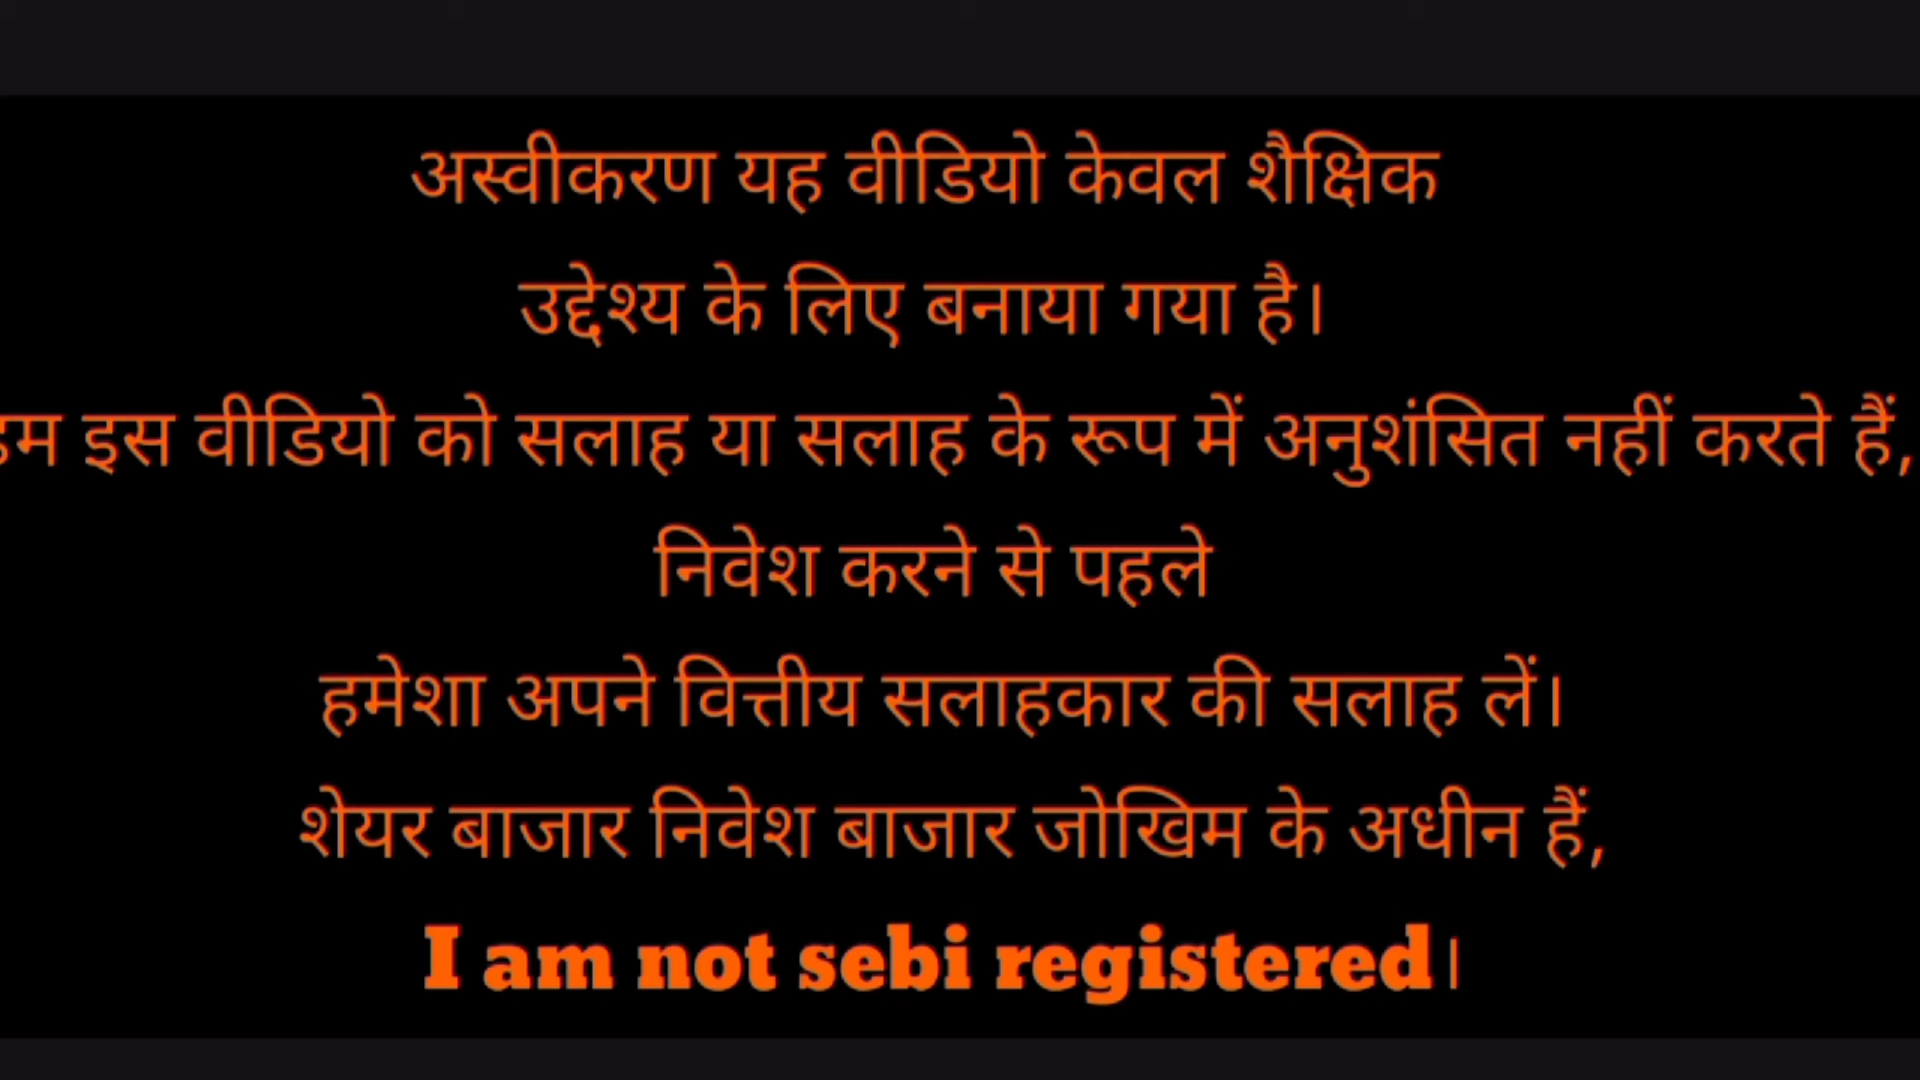 अस्वीकरण यह वीडियो केवल शैक्षिक
उद्देश्य के लिए बनाया गया है।
हम इस वीडियो को सलाह या सलाह के रूप में अनुशंसित नहीं करते हैं,
निवेश करने से पहले
हमेशा अपने वित्तीय सलाहकार की सलाह लें।
शेयर बाजार निवेश बाजार जोखिम के अधीन हैं,
I am not sebi registered।